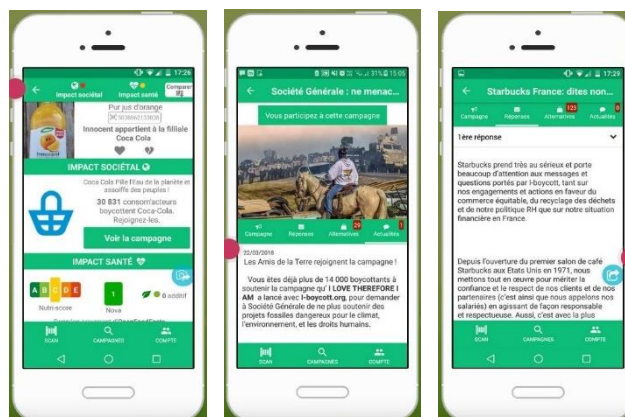 17:26
Impact sociétal
Impact santé
Comparer
Pur jus d'orange
Innocent appartient à la filliale
Coca Cola
IMPACT SOCIÉTAL
Coca Cola Pille l'Eau de la planète et
assoiffe des peuples !
30 831 consom'acteurs
boycottent Coca-Cola.
Rejoignez-les.
Voir la campagne
IMPACT SANTÉ
A B C D E
Nutri-score
1
Nova
0 additif
SCAN
CAMPAGNES
COMPTE
31% 15:05
Société Générale : ne menac...
Vous participez à cette campagne
Campagne
Réponses
29
Alternatives
1
Actualités
22/03/2018
Les Amis de la Terre rejoignent la campagne !
Vous êtes déjà plus de 14 000 boycottants à
soutenir la campagne qu' I LOVE THEREFORE I
AM a lancé avec I-boycott.org, pour demander
à Société Générale de ne plus soutenir des
projets fossiles dangereux pour le climat,
l'environnement, et les droits humains.
SCAN
CAMPAGNES
COMPTE
17:29
Starbucks France: dites non...
Campagne
Réponses
123
Alternatives
Actualités
1ère réponse
Starbucks prend très au sérieux et porte
beaucoup d'attention aux messages et
questions portés par I-boycott, tant sur
nos engagements et actions en faveur du
commerce équitable, du recyclage des déchets
et de notre politique RH que sur notre situation
financière en France.
Depuis l'ouverture du premier salon de café
Starbucks aux Etats Unis en 1971, nous
mettons tout en œuvre pour mériter la
confiance et le respect de nos clients et de nos
partenaires (c'est ainsi que nous appelons nos
salariés) en agissant de façon responsable
et respectueuse. Aussi, c'est avec la plus
SCAN
CAMPAGNES
COMPTE